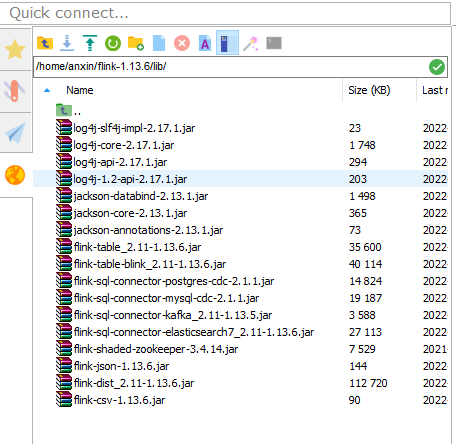 Quick connect...
/home/anxin/flink-1.13.6/lib/
Name Size (KB) Last r
..
log4j-slf4j-impl-2.17.1.jar 23 2022
log4j-core-2.17.1.jar 1 748 2022
log4j-api-2.17.1.jar 294 2022
log4j-1.2-api-2.17.1.jar 203 2022
jackson-databind-2.13.1.jar 1 498 2022
jackson-core-2.13.1.jar 365 2022
jackson-annotations-2.13.1.jar 73 2022
flink-table_2.11-1.13.6.jar 35 600 2022
flink-table-blink_2.11-1.13.6.jar 40 114 2022
flink-sql-connector-postgres-cdc-2.1.1.jar 14 824 2022
flink-sql-connector-mysql-cdc-2.1.1.jar 19 187 2022
flink-sql-connector-kafka_2.11-1.13.5.jar 3 588 2022
flink-sql-connector-elasticsearch7_2.11-1.13.6.jar 27 113 2022
flink-shaded-zookeeper-3.4.14.jar 7 529 2021
flink-json-1.13.6.jar 144 2022
flink-dist_2.11-1.13.6.jar 112 720 2022
flink-csv-1.13.6.jar 90 2022